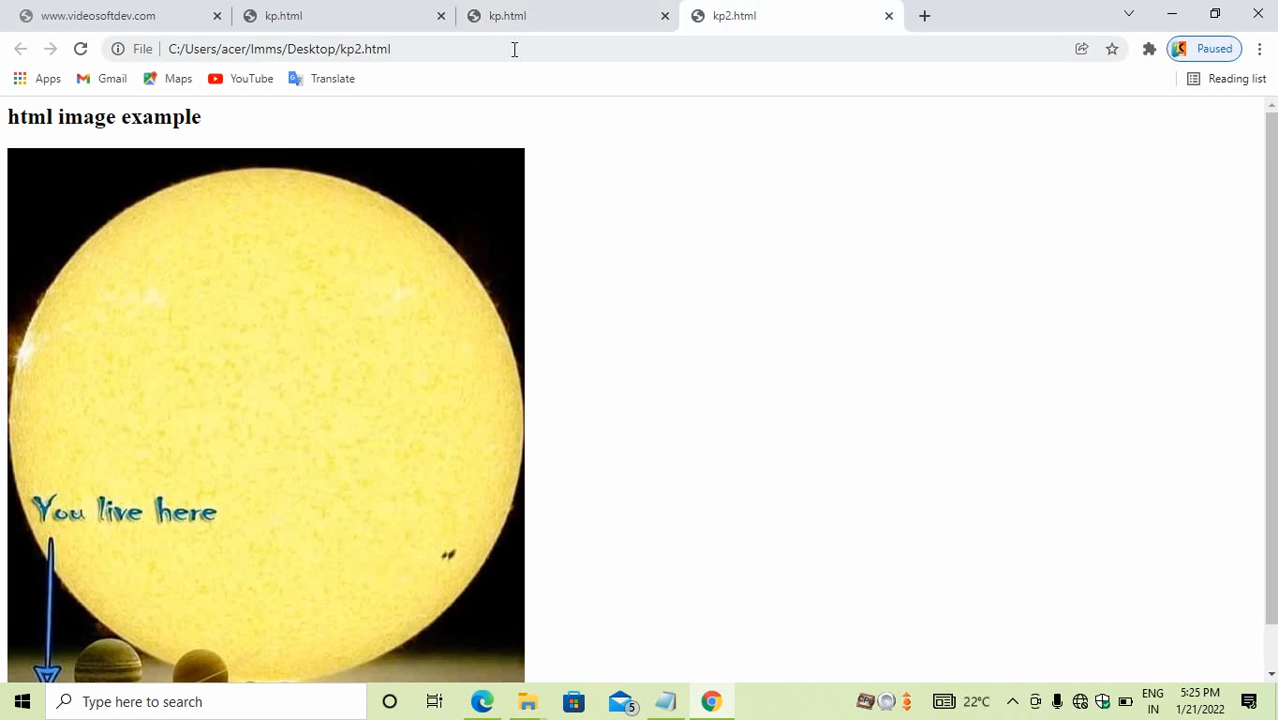 www.videosoftdev.com
kp.html
kp.html
kp2.html
File C:/Users/acer/lmms/Desktop/kp2.html
Paused
Apps Gmail Maps YouTube Translate
Reading list
html image example
You live here
Type here to search
5
22°C
ENG
IN
5:25 PM
1/21/2022